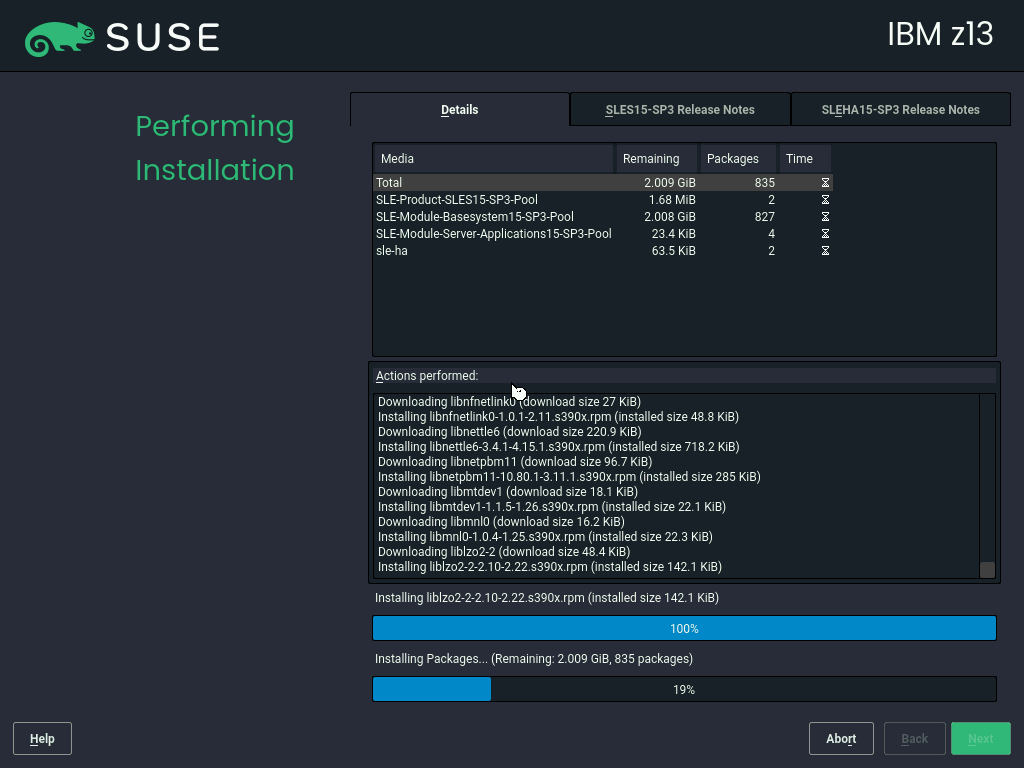 SUSE
IBM z13
Performing
Installation
Details
SLES15-SP3 Release Notes
SLEHA15-SP3 Release Notes
Media Remaining Packages Time
Total 2.009 GiB 835
SLE-Product-SLES15-SP3-Pool 1.68 MiB 2
SLE-Module-Basesystem15-SP3-Pool 2.008 GiB 827
SLE-Module-Server-Applications15-SP3-Pool 23.4 KiB 4
sle-ha 63.5 KiB 2
Actions performed:
Downloading libnfnetlink0 (download size 27 KiB)
Installing libnfnetlink0-1.0.1-2.11.s390x.rpm (installed size 48.8 KiB)
Downloading libnettle6 (download size 220.9 KiB)
Installing libnettle6-3.4.1-4.15.1.s390x.rpm (installed size 718.2 KiB)
Downloading libnetpbm11 (download size 96.7 KiB)
Installing libnetpbm11-10.80.1-3.11.1.s390x.rpm (installed size 285 KiB)
Downloading libmtdev1 (download size 18.1 KiB)
Installing libmtdev1-1.1.5-1.26.s390x.rpm (installed size 22.1 KiB)
Downloading libmnl0 (download size 16.2 KiB)
Installing libmnl0-1.0.4-1.25.s390x.rpm (installed size 22.3 KiB)
Downloading liblzo2-2 (download size 48.4 KiB)
Installing liblzo2-2-2.10-2.22.s390x.rpm (installed size 142.1 KiB)
Installing liblzo2-2-2.10-2.22.s390x.rpm (installed size 142.1 KiB)
100%
Installing Packages... (Remaining: 2.009 GiB, 835 packages)
19%
Help
Abort
Back
Next